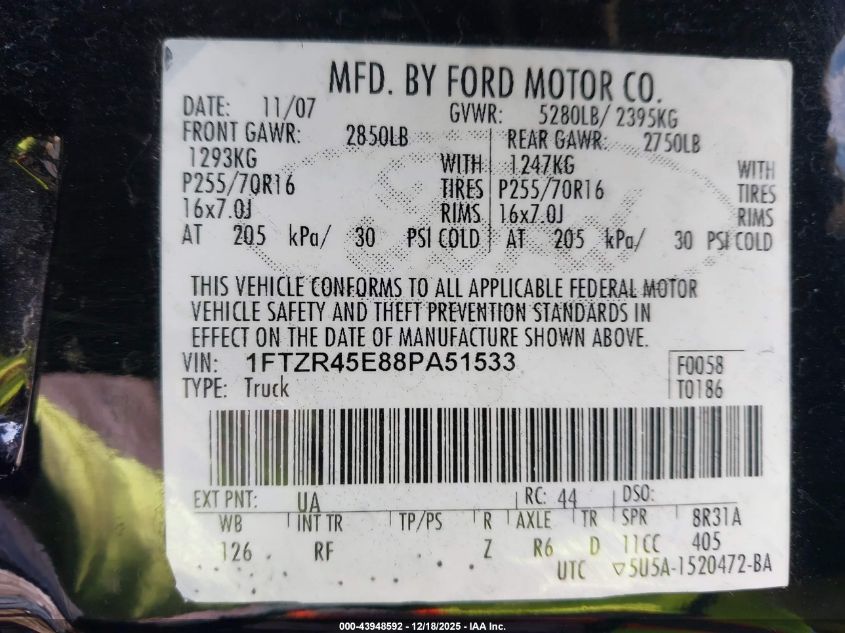 MFD. BY FORD MOTOR CO.
DATE: 11/07 GVWR: 5280LB/ 2395KG
FRONT GAWR: 2850LB REAR GAWR: 2750LB
1293KG WITH 1247KG WITH
P255/70R16 TIRES P255/70R16 TIRES
16x7.0J RIMS 16x7.0J RIMS
AT 205 kPa/ 30 PSI COLD AT 205 kPa/ 30 PSI COLD
THIS VEHICLE CONFORMS TO ALL APPLICABLE FEDERAL MOTOR
VEHICLE SAFETY AND THEFT PREVENTION STANDARDS IN
EFFECT ON THE DATE OF MANUFACTURE SHOWN ABOVE.
VIN: 1FTZR45E88PA51533 F0058
TYPE: Truck T0186
EXT PNT: UA RC: 44 DSO:
WB INT TR TP/PS R AXLE TR SPR 8R31A
126 RF Z R6 D 11CC 405
UTC ▽5U5A-1520472-BA
000-43948592 - 12/18/2025 - IAA Inc.